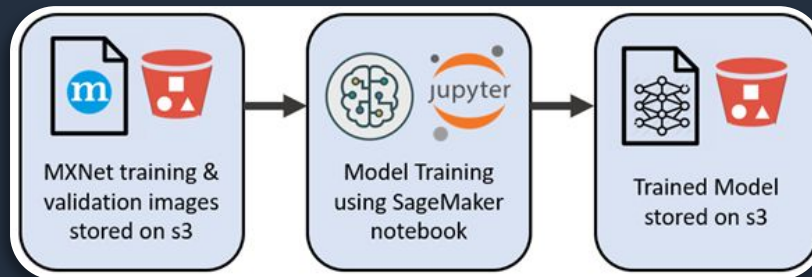 m
MXNet training &
validation images
stored on s3
jupyter
Model Training
using SageMaker
notebook
Trained Model
stored on s3